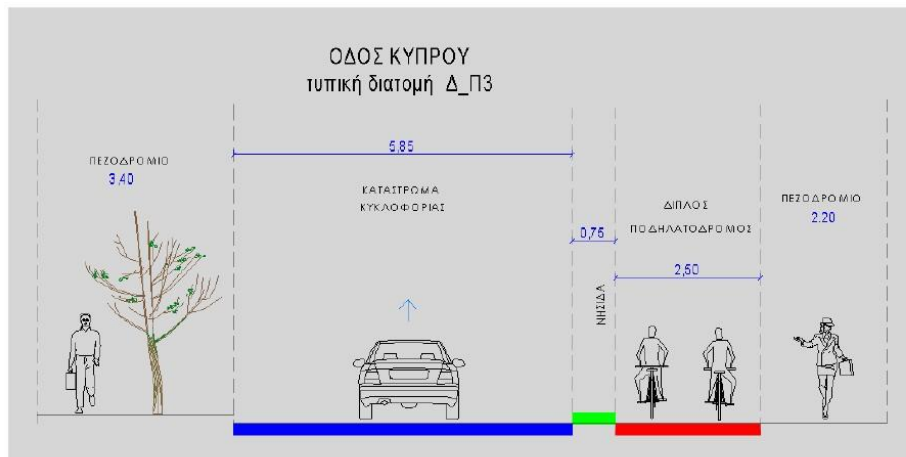 ΟΔΟΣ ΚΥΠΡΟΥ
τυπική διατομή Δ_Π3
ΠΕΖΟΔΡΟΜΙΟ
3,40
5,85
ΚΑΤΑΣΤΡΩΜΑ
ΚΥΚΛΟΦΟΡΙΑΣ
0,75
ΝΗΣΙΔΑ
ΔΙΠΛΟΣ
ΠΟΔΗΛΑΤΟΔΡΟΜΟΣ
2,50
ΠΕΖΟΔΡΟΜΙΟ
2.20